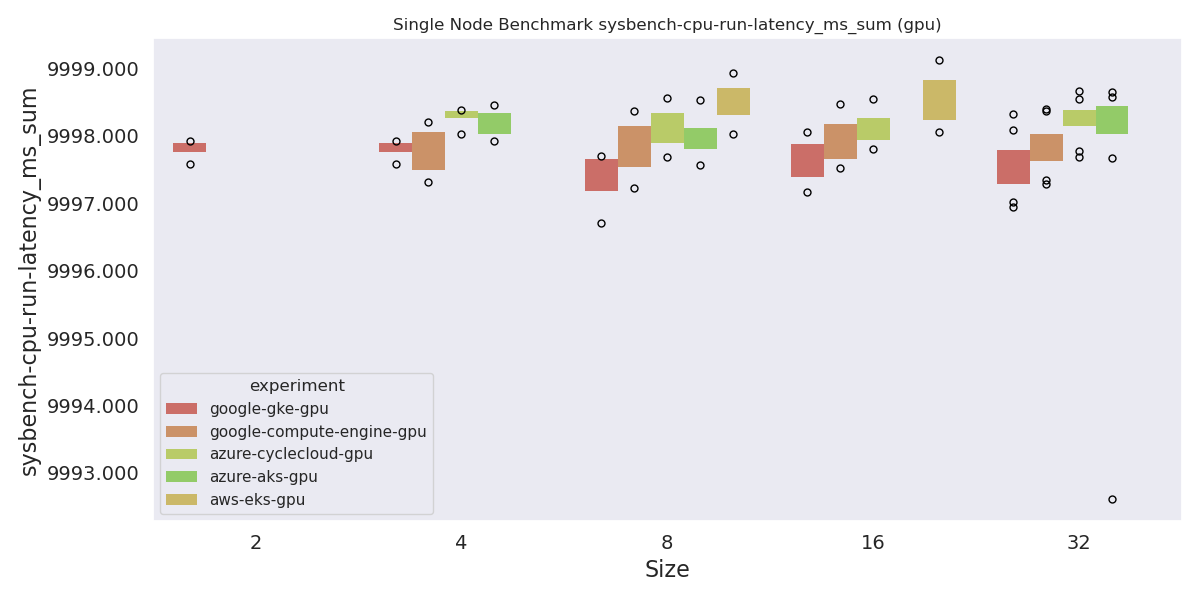 Single Node Benchmark sysbench-cpu-run-latency_ms_sum (gpu)
sysbench-cpu-run-latency_ms_sum
9999.000
9998.000
9997.000
9996.000
9995.000
9994.000
9993.000
experiment
google-gke-gpu
google-compute-engine-gpu
azure-cyclecloud-gpu
azure-aks-gpu
aws-eks-gpu
2 4 8 16 32
Size